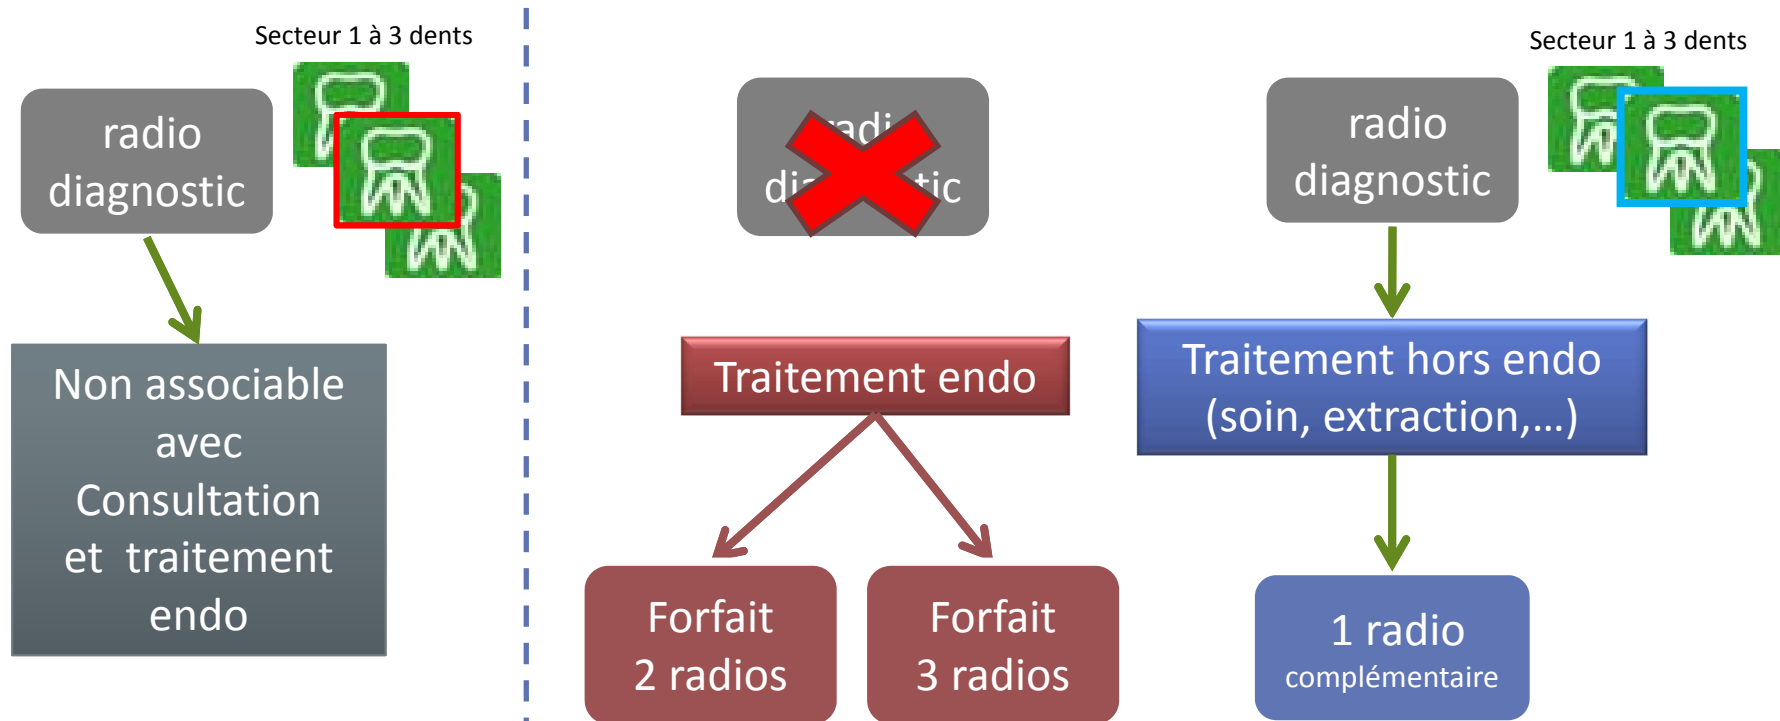 Secteur 1 à 3 dents
radio
diagnostic
Non associable
avec
Consultation
et traitement
endo
Traitement endo
Forfait
2 radios
Forfait
3 radios
Secteur 1 à 3 dents
radio
diagnostic
Traitement hors endo
(soin, extraction,...)
1 radio
complémentaire